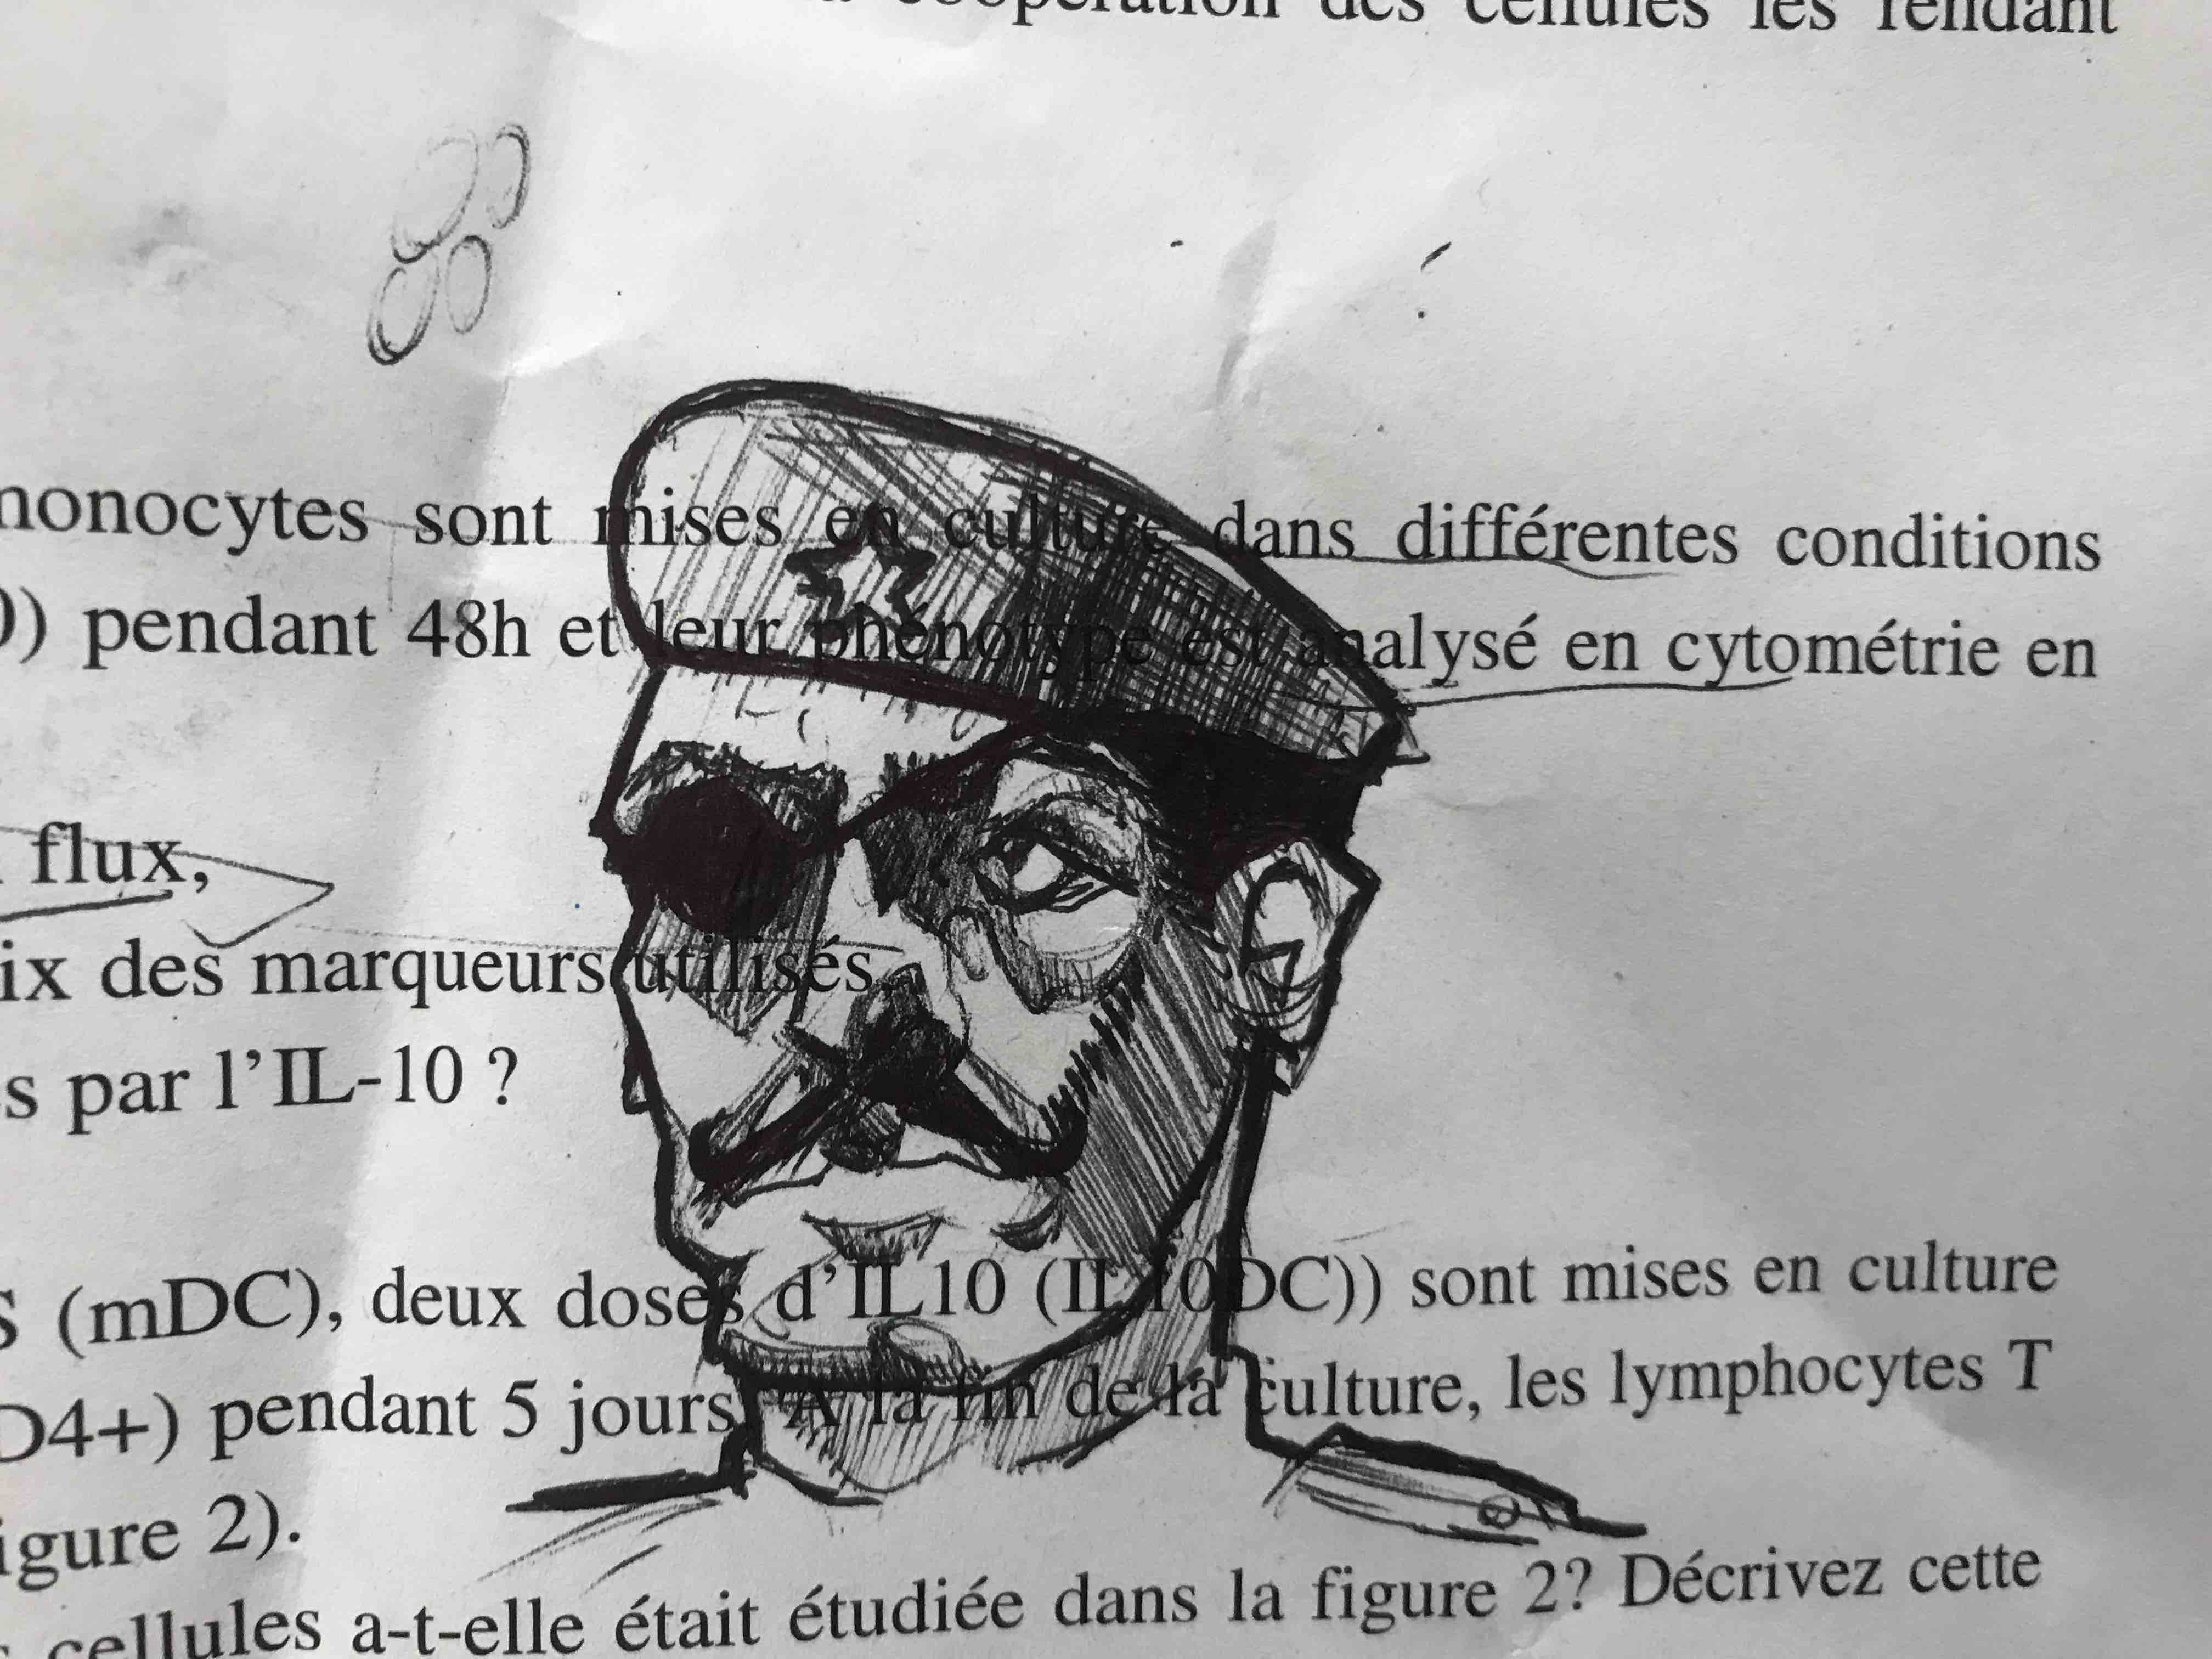 coopération des cellules les rendant
monocytes sont mises en culture dans différentes conditions
)) pendant 48h et leur phénotype est analysé en cytométrie en
flux,
ix des marqueurs utilisés.
s par l'IL-10 ?
S (mDC), deux doses d'IL10 (IL10DC)) sont mises en culture
D4+) pendant 5 jours. A la fin de la culture, les lymphocytes T
igure 2).
cellules a-t-elle était étudiée dans la figure 2? Décrivez cette